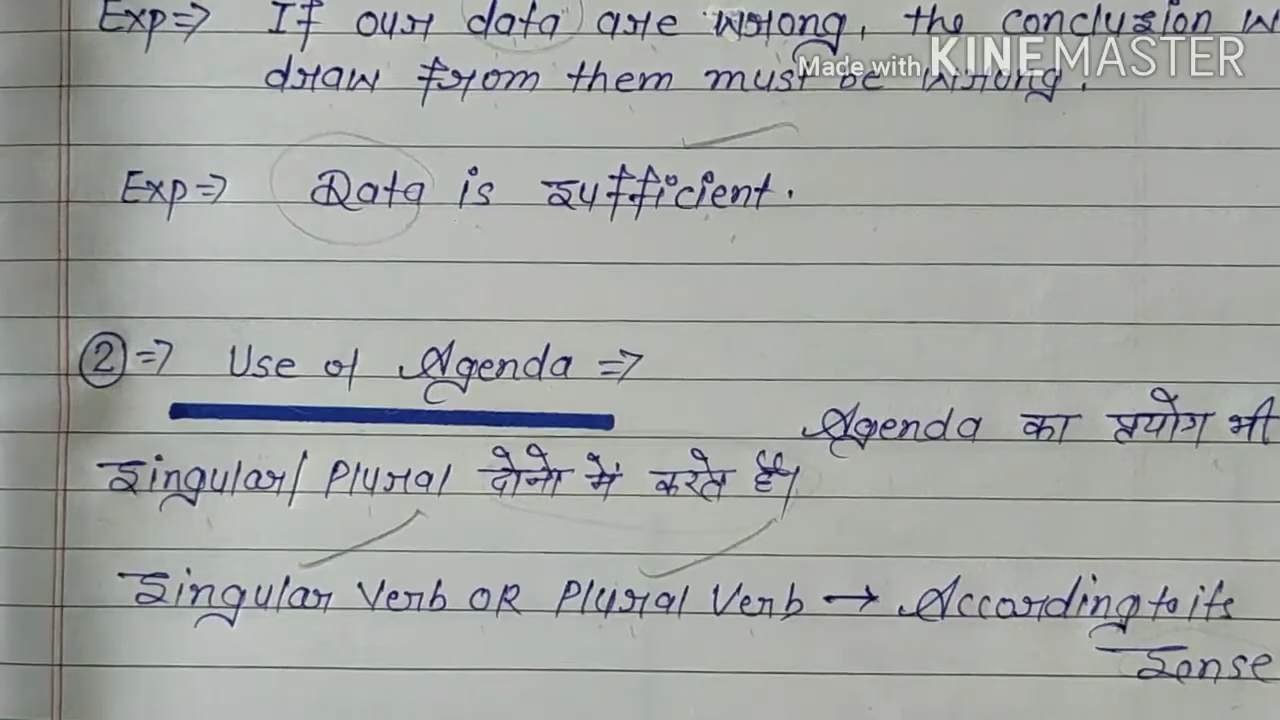 Exp⇒ If our data are wrong, the conclusion w
draw from them must be wrong.
Made with KINEMASTER
Exp⇒ Data is sufficient.
② ⇒ Use of Agenda ⇒
Agenda का प्रयोग भी
Singular/Plural दोनो में करते हैं।
Singular Verb OR Plural Verb → According to its
Sense